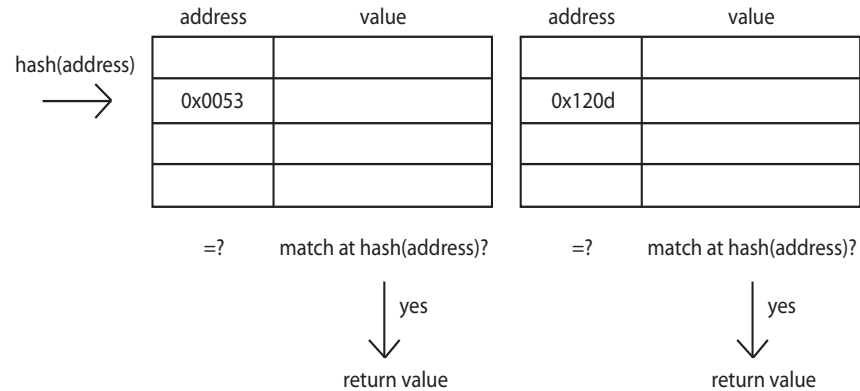 address value address value
hash(address)
0x0053 0x120d
=? match at hash(address)? =? match at hash(address)?
yes yes
return value return value